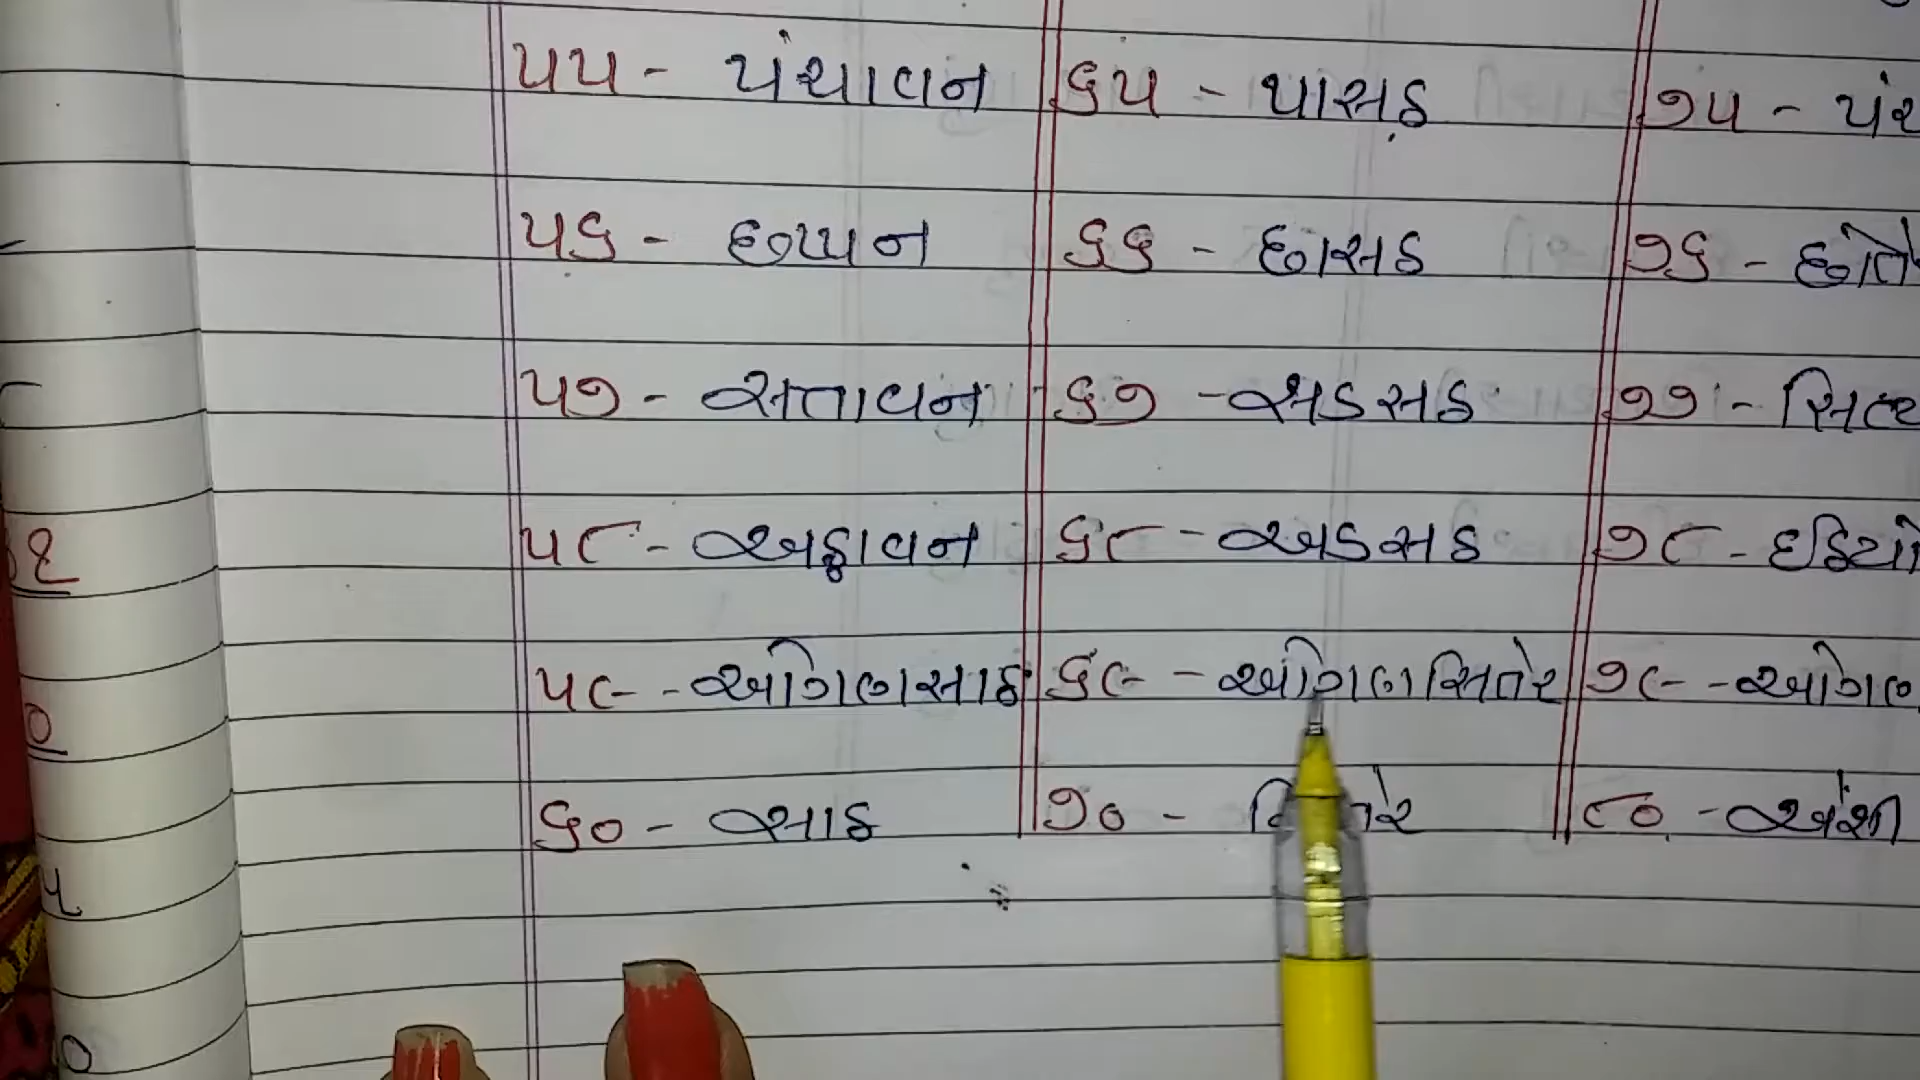 ૫૫ - પંચાવન ૬૫ - પાસઠ ૭૫ -
૫૬ - છપ્પન ૬૬ - છાસઠ ૭૬ - છોતે
૫૭ - સતાવન ૬૭ - સડસઠ ૭૭ - સિત્
૫૮ - અઠ્ઠાવન ૬૮ - અડસઠ ૭૮ - ઇઠ્યો
૫૯ - ઓગણસાઠ ૬૯ - ઓગણસિતેર ૭૯ - ઓગણ
૬૦ - સાઠ ૭૦ - ૮૦ - એંશી